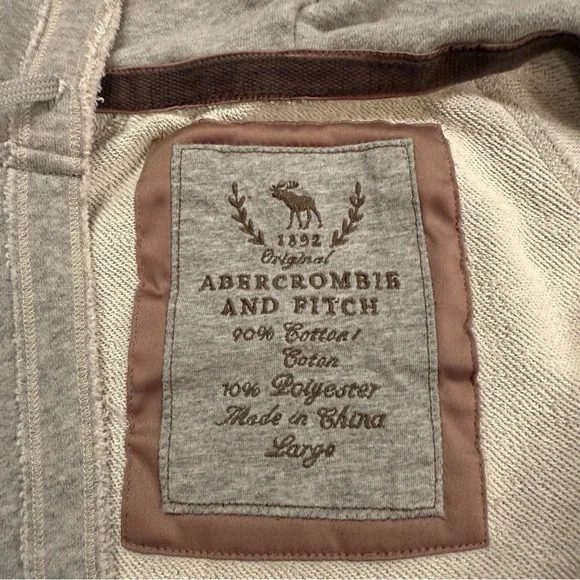 1892
Original
ABERCROMBIE
AND FITCH
90% Cotton/
Coton
10% Polyester
Made in China
Large